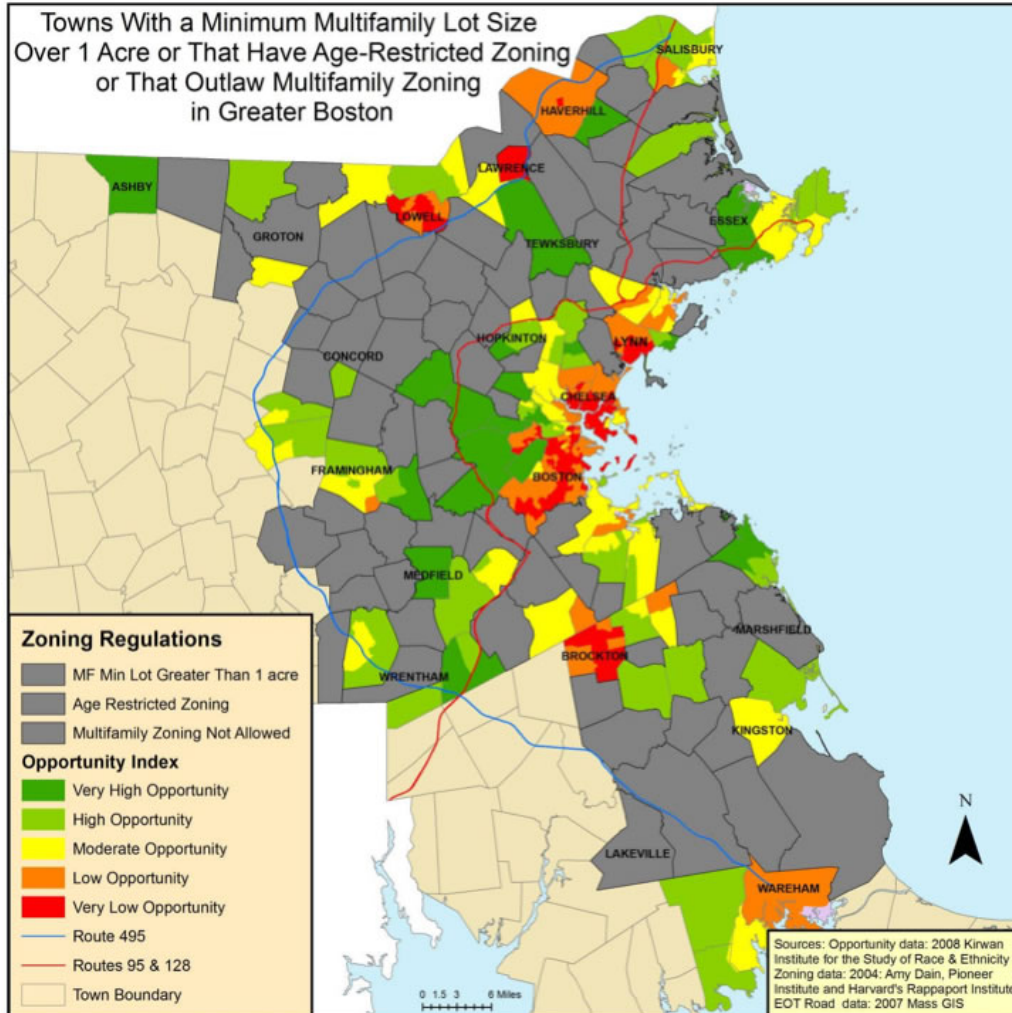 Towns With a Minimum Multifamily Lot Size
Over 1 Acre or That Have Age-Restricted Zoning
or That Outlaw Multifamily Zoning
in Greater Boston
SALISBURY
HAVERHILL
LAWRENCE
ASHBY
LOWELL
ESSEX
GROTON
TEWKSBURY
HOPKINTON
LYNN
CONCORD
CHELSEA
FRAMINGHAM
BOSTON
MEDFIELD
MARSHFIELD
BROCKTON
WRENTHAM
KINGSTON
LAKEVILLE
WAREHAM
Zoning Regulations
MF Min Lot Greater Than 1 acre
Age Restricted Zoning
Multifamily Zoning Not Allowed
Opportunity Index
Very High Opportunity
High Opportunity
Moderate Opportunity
Low Opportunity
Very Low Opportunity
Route 495
Routes 95 & 128
Town Boundary
0 1.5 3 6 Miles
N
Sources: Opportunity data: 2008 Kirwan
Institute for the Study of Race & Ethnicity
Zoning data: 2004: Amy Dain, Pioneer
Institute and Harvard's Rappaport Institute
EOT Road data: 2007 Mass GIS